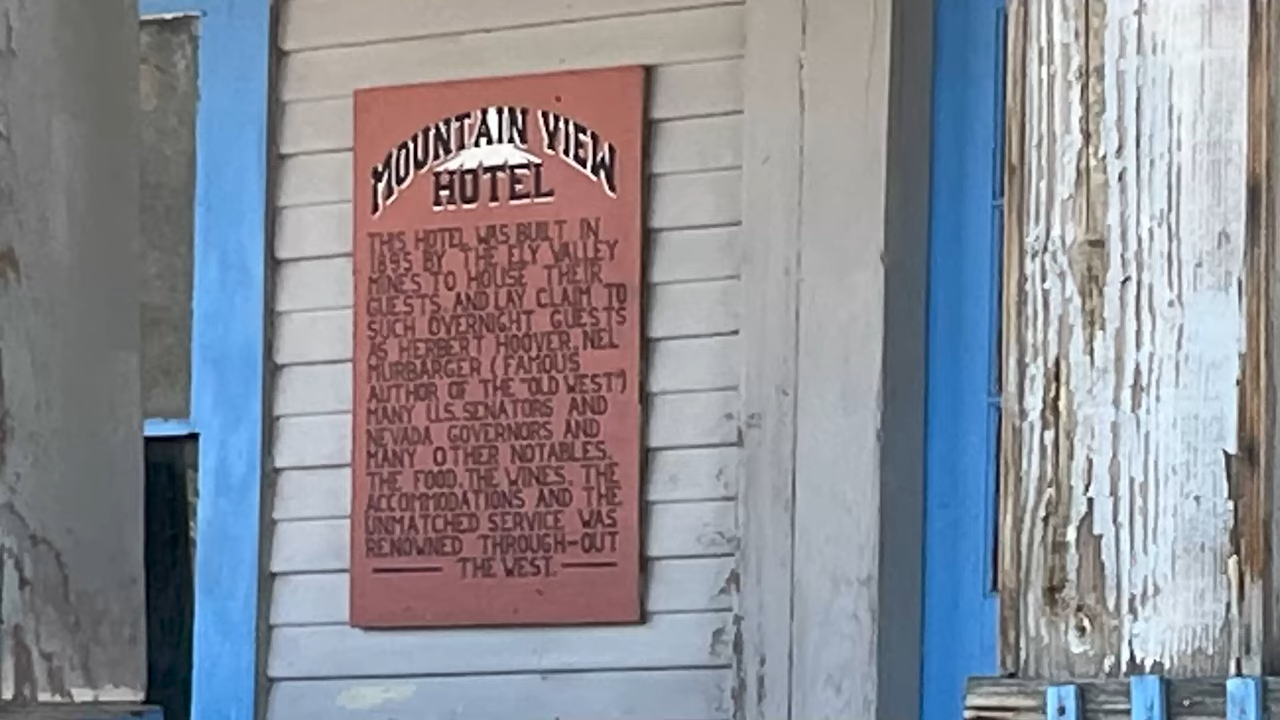 MOUNTAIN VIEW
HOTEL
THIS HOTEL WAS BUILT IN
1895 BY THE ELY VALLEY
MINES TO HOUSE THEIR
GUESTS, AND LAY CLAIM TO
SUCH OVERNIGHT GUESTS
AS HERBERT HOOVER, NEL
MURBARGER (FAMOUS
AUTHOR OF THE "OLD WEST")
MANY U.S. SENATORS AND
NEVADA GOVERNORS AND
MANY OTHER NOTABLES.
THE FOOD, THE WINES, THE
ACCOMMODATIONS AND THE
UNMATCHED SERVICE WAS
RENOWNED THROUGH-OUT
THE WEST.